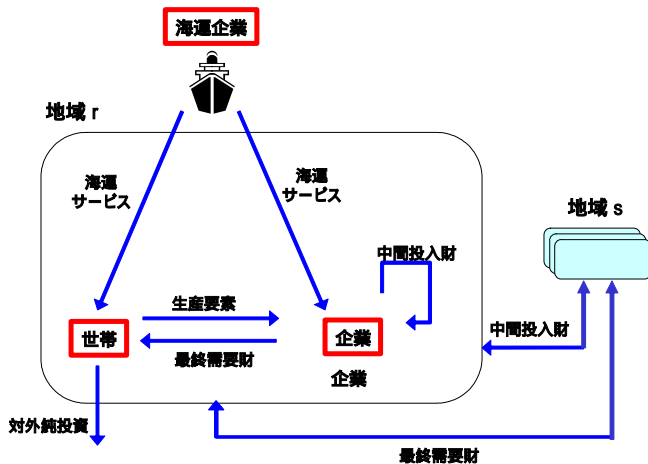 海運企業
地域 r
海運
サービス
海運
サービス
地域 s
中間投入財
生産要素
世帯
企業
中間投入財
最終需要財
企業
対外純投資
最終需要財